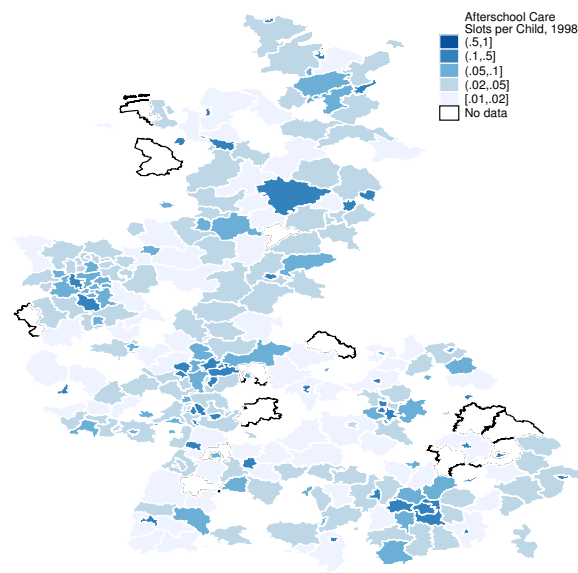 Afterschool Care
Slots per Child, 1998
(.5,1]
(.1,.5]
(.05,.1]
(.02,.05]
[.01,.02]
No data